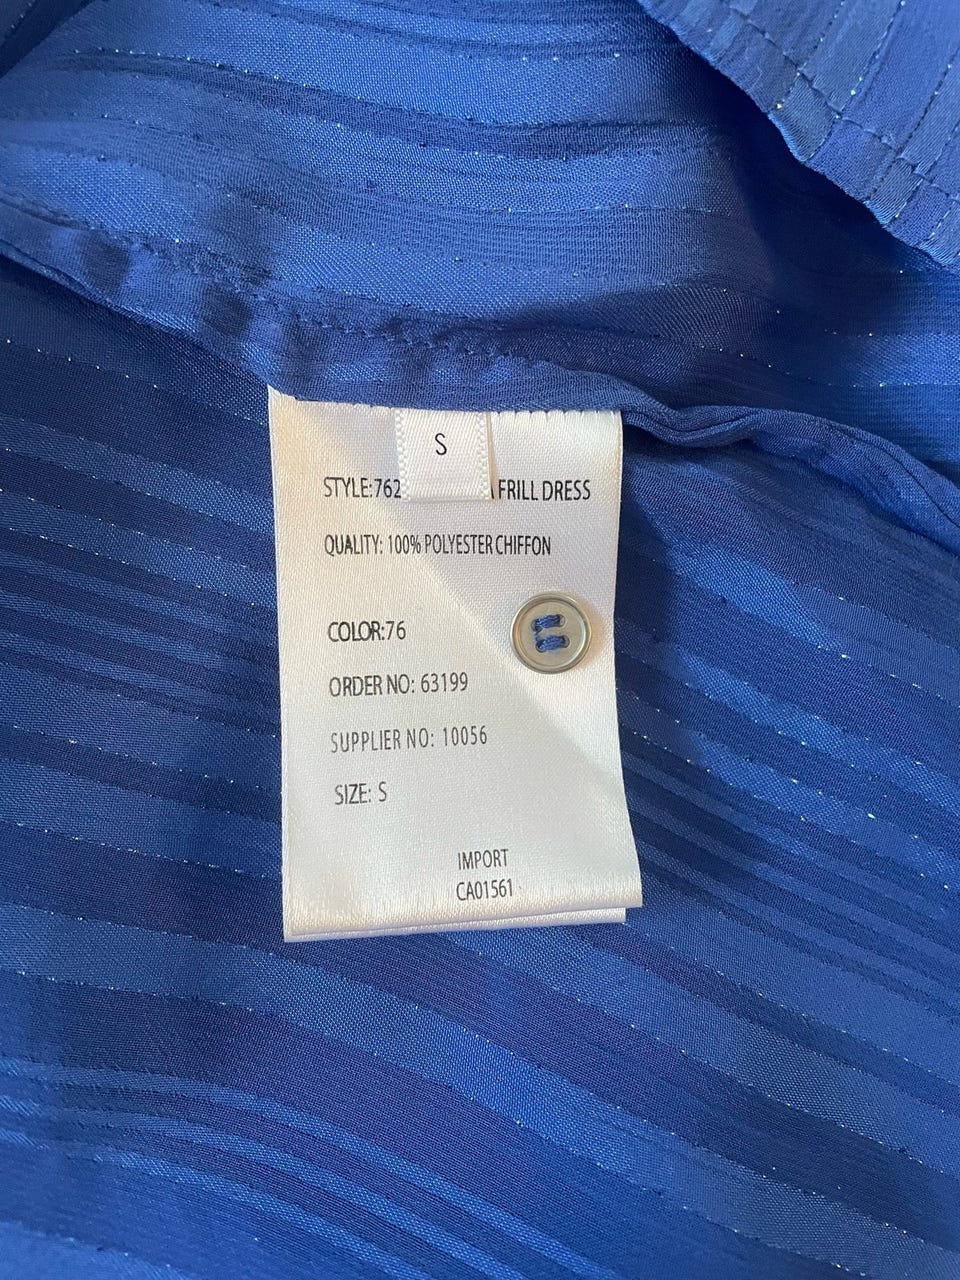 S
STYLE:762 FRILL DRESS
QUALITY: 100% POLYESTER CHIFFON
COLOR:76
ORDER NO: 63199
SUPPLIER NO: 10056
SIZE: S
IMPORT
CA01561